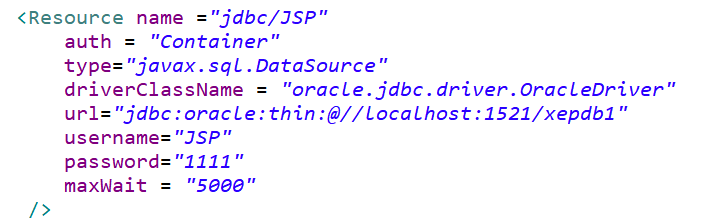 <Resource name ="jdbc/JSP"
auth = "Container"
type="javax.sql.DataSource"
driverClassName = "oracle.jdbc.driver.OracleDriver"
url="jdbc:oracle:thin:@//localhost:1521/xepdb1"
username="JSP"
password="1111"
maxWait = "5000"
/>